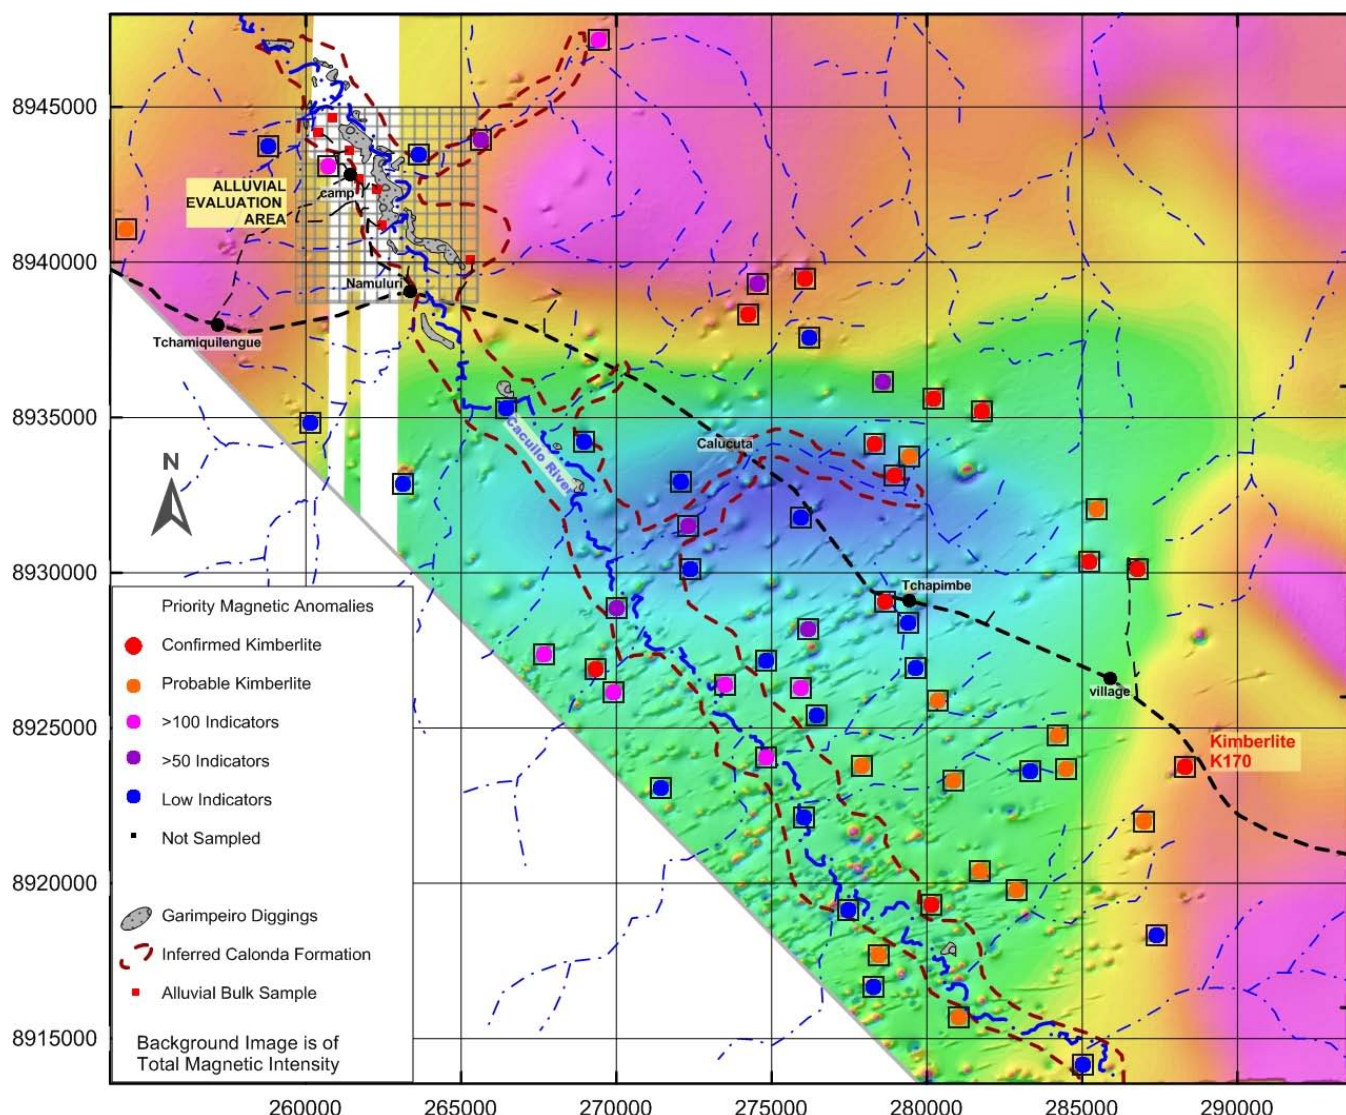 8945000
8940000
8935000
8930000
8925000
8920000
8915000
ALLUVIAL
EVALUATION
AREA
camp
Namuluri
Tchamiquilengue
Cacuilo River
Calucuta
Tchapimbe
village
Kimberlite
K170
N
Priority Magnetic Anomalies
Confirmed Kimberlite
Probable Kimberlite
>100 Indicators
>50 Indicators
Low Indicators
Not Sampled
Garimpeiro Diggings
Inferred Calonda Formation
Alluvial Bulk Sample
Background Image is of
Total Magnetic Intensity
260000
265000
270000
275000
280000
285000
290000